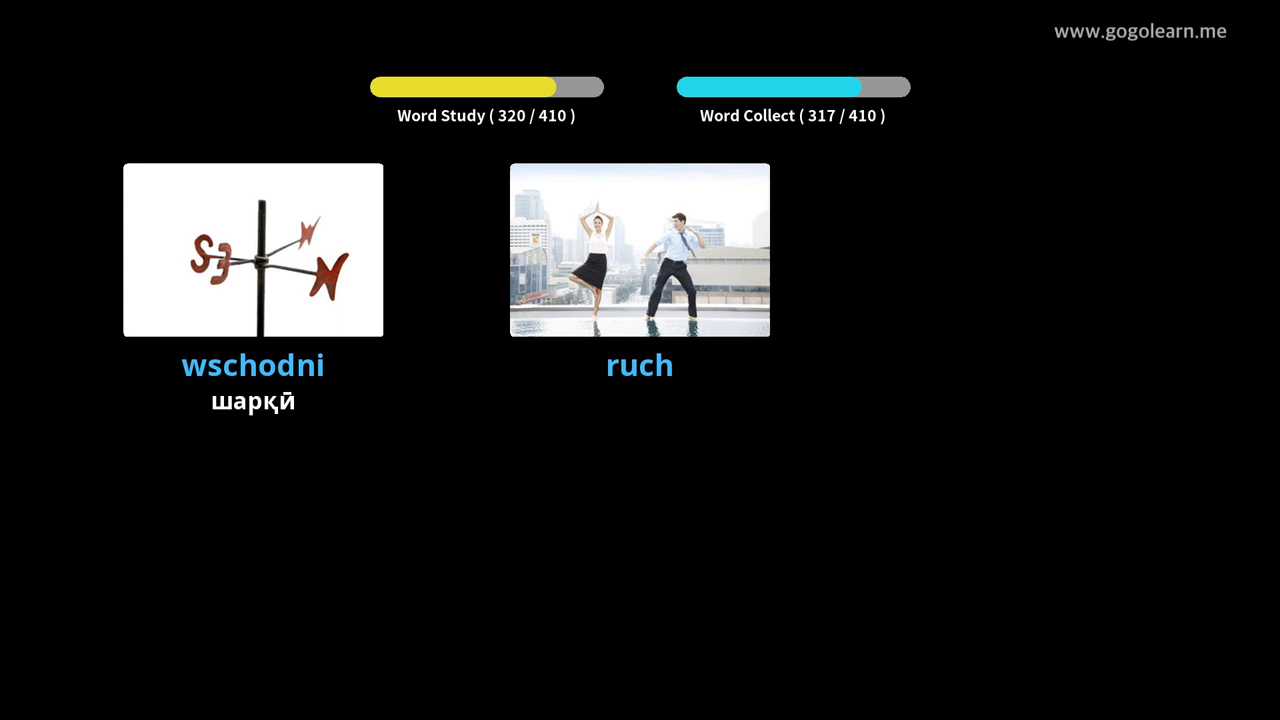 www.gogolearn.me
Word Study ( 320 / 410 )
Word Collect ( 317 / 410 )
S E N W
wschodni
шарқӣ
ruch